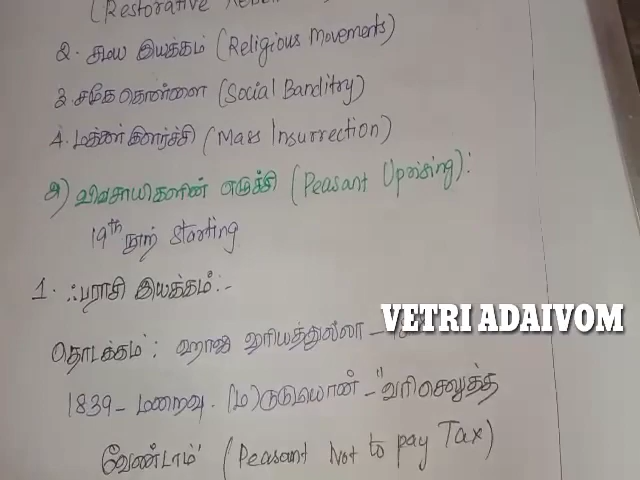 (Restorative
2. சமய இயக்கம் (Religious Movements)
3. சமூக கொள்ளை (Social Banditry)
4. மக்கள் கிளர்ச்சி (Mass Insurrection)
அ) விவசாயிகளின் எழுச்சி (Peasant Uprising):
19th நூற் starting
1. ஃபராசி இயக்கம்:-
VETRI ADAIVOM
தொடக்கம்: ஹாஜி ஷரியத்துல்லா -
1839 - மறைவு. (ம) டுடுமியான் - "வரிசெலுத்த
வேண்டாம்" (Peasant Not to pay Tax)